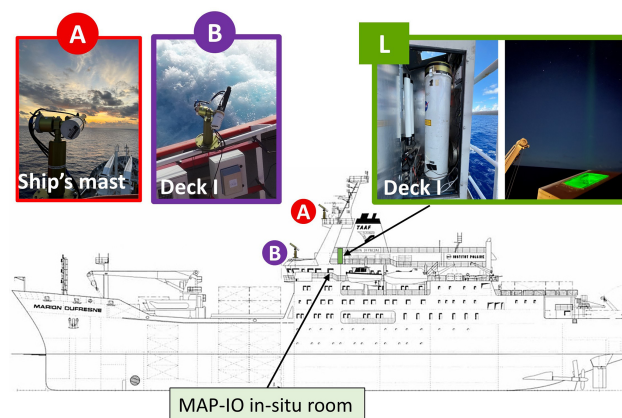 A
B
L
Ship's mast
Deck I
Deck I
A
TAAF
B
INSTITUT POLAIRE
MARION DUFRESNE
MAP-IO in-situ room